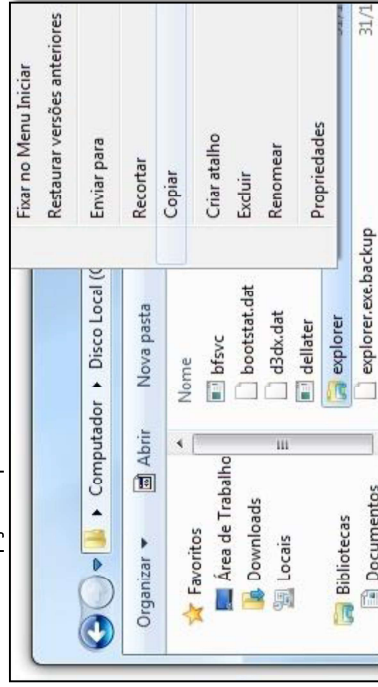 Fixar no Menu Iniciar
Restaurar versões anteriores
Enviar para
Recortar
Copiar
Criar atalho
Excluir
Renomear
Propriedades
Computador ▸ Disco Local (C
Organizar
Abrir
Nova pasta
Favoritos
Área de Trabalho
Downloads
Locais
Bibliotecas
Documentos
Nome
bfsvc
bootstat.dat
d3dx.dat
dellater
explorer
explorer.exe.backup
31/1